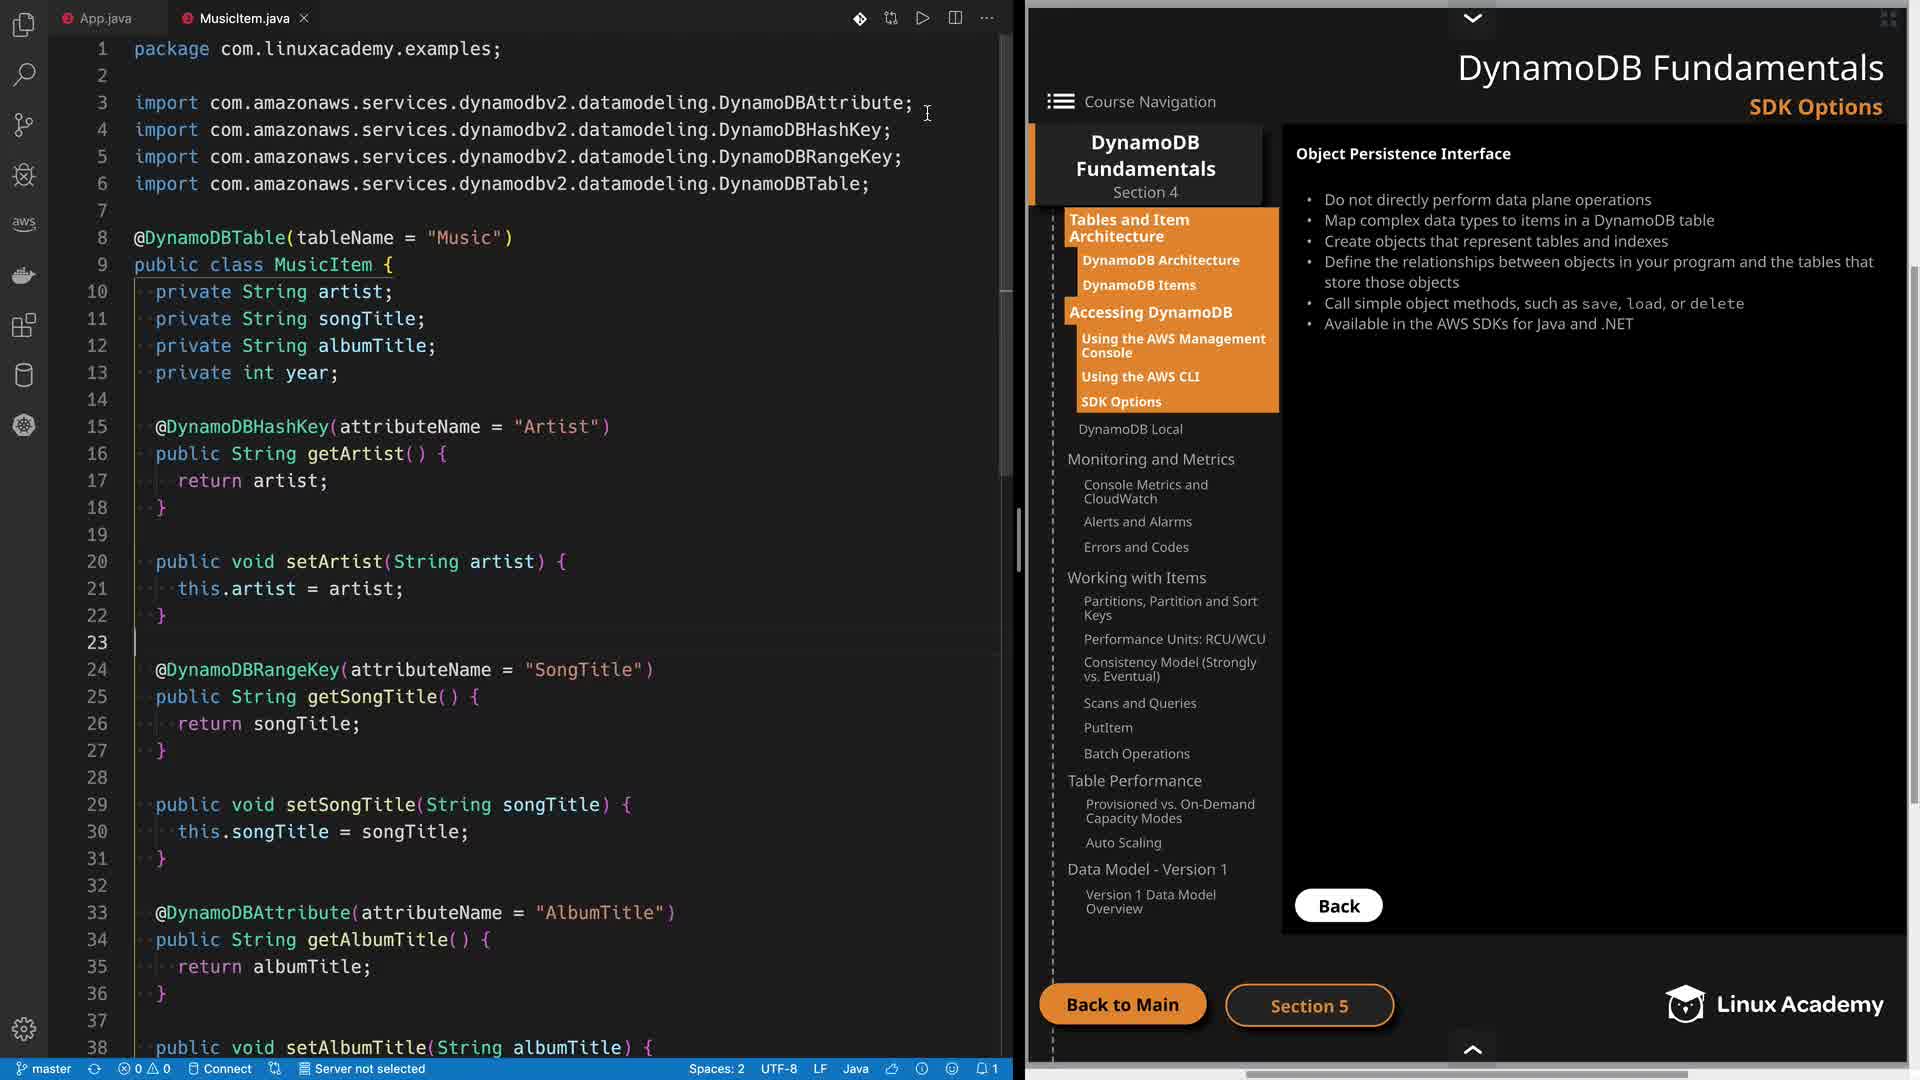 App.java
MusicItem.java
1 package com.linuxacademy.examples;
2
3 import com.amazonaws.services.dynamodbv2.datamodeling.DynamoDBAttribute;
4 import com.amazonaws.services.dynamodbv2.datamodeling.DynamoDBHashKey;
5 import com.amazonaws.services.dynamodbv2.datamodeling.DynamoDBRangeKey;
6 import com.amazonaws.services.dynamodbv2.datamodeling.DynamoDBTable;
7
8 @DynamoDBTable(tableName = "Music")
9 public class MusicItem {
10 private String artist;
11 private String songTitle;
12 private String albumTitle;
13 private int year;
14
15 @DynamoDBHashKey(attributeName = "Artist")
16 public String getArtist() {
17 return artist;
18 }
19
20 public void setArtist(String artist) {
21 this.artist = artist;
22 }
23
24 @DynamoDBRangeKey(attributeName = "SongTitle")
25 public String getSongTitle() {
26 return songTitle;
27 }
28
29 public void setSongTitle(String songTitle) {
30 this.songTitle = songTitle;
31 }
32
33 @DynamoDBAttribute(attributeName = "AlbumTitle")
34 public String getAlbumTitle() {
35 return albumTitle;
36 }
37
38 public void setAlbumTitle(String albumTitle) {
aws
master
0 0
Connect
Server not selected
Spaces: 2
UTF-8
LF
Java
1
DynamoDB Fundamentals
SDK Options
Course Navigation
DynamoDB
Fundamentals
Section 4
Tables and Item
Architecture
DynamoDB Architecture
DynamoDB Items
Accessing DynamoDB
Using the AWS Management
Console
Using the AWS CLI
SDK Options
DynamoDB Local
Monitoring and Metrics
Console Metrics and
CloudWatch
Alerts and Alarms
Errors and Codes
Working with Items
Partitions, Partition and Sort
Keys
Performance Units: RCU/WCU
Consistency Model (Strongly
vs. Eventual)
Scans and Queries
PutItem
Batch Operations
Table Performance
Provisioned vs. On-Demand
Capacity Modes
Auto Scaling
Data Model - Version 1
Version 1 Data Model
Overview
Object Persistence Interface
• Do not directly perform data plane operations
• Map complex data types to items in a DynamoDB table
• Create objects that represent tables and indexes
• Define the relationships between objects in your program and the tables that
store those objects
• Call simple object methods, such as save, load, or delete
• Available in the AWS SDKs for Java and .NET
Back
Back to Main
Section 5
Linux Academy